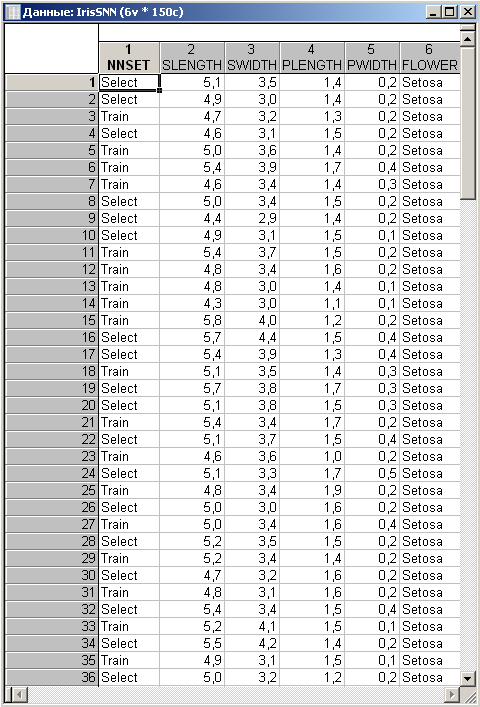 Данные: IrisSNN (6v * 150c)
1 2 3 4 5 6
NNSET SLENGTH SWIDTH PLENGTH PWIDTH FLOWER
1 Select 5,1 3,5 1,4 0,2 Setosa
2 Select 4,9 3,0 1,4 0,2 Setosa
3 Train 4,7 3,2 1,3 0,2 Setosa
4 Select 4,6 3,1 1,5 0,2 Setosa
5 Train 5,0 3,6 1,4 0,2 Setosa
6 Train 5,4 3,9 1,7 0,4 Setosa
7 Train 4,6 3,4 1,4 0,3 Setosa
8 Select 5,0 3,4 1,5 0,2 Setosa
9 Select 4,4 2,9 1,4 0,2 Setosa
10 Select 4,9 3,1 1,5 0,1 Setosa
11 Train 5,4 3,7 1,5 0,2 Setosa
12 Train 4,8 3,4 1,6 0,2 Setosa
13 Train 4,8 3,0 1,4 0,1 Setosa
14 Train 4,3 3,0 1,1 0,1 Setosa
15 Train 5,8 4,0 1,2 0,2 Setosa
16 Select 5,7 4,4 1,5 0,4 Setosa
17 Select 5,4 3,9 1,3 0,4 Setosa
18 Train 5,1 3,5 1,4 0,3 Setosa
19 Select 5,7 3,8 1,7 0,3 Setosa
20 Select 5,1 3,8 1,5 0,3 Setosa
21 Train 5,4 3,4 1,7 0,2 Setosa
22 Select 5,1 3,7 1,5 0,4 Setosa
23 Train 4,6 3,6 1,0 0,2 Setosa
24 Select 5,1 3,3 1,7 0,5 Setosa
25 Train 4,8 3,4 1,9 0,2 Setosa
26 Select 5,0 3,0 1,6 0,2 Setosa
27 Train 5,0 3,4 1,6 0,4 Setosa
28 Select 5,2 3,5 1,5 0,2 Setosa
29 Train 5,2 3,4 1,4 0,2 Setosa
30 Select 4,7 3,2 1,6 0,2 Setosa
31 Train 4,8 3,1 1,6 0,2 Setosa
32 Select 5,4 3,4 1,5 0,4 Setosa
33 Train 5,2 4,1 1,5 0,1 Setosa
34 Select 5,5 4,2 1,4 0,2 Setosa
35 Train 4,9 3,1 1,5 0,1 Setosa
36 Select 5,0 3,2 1,2 0,2 Setosa